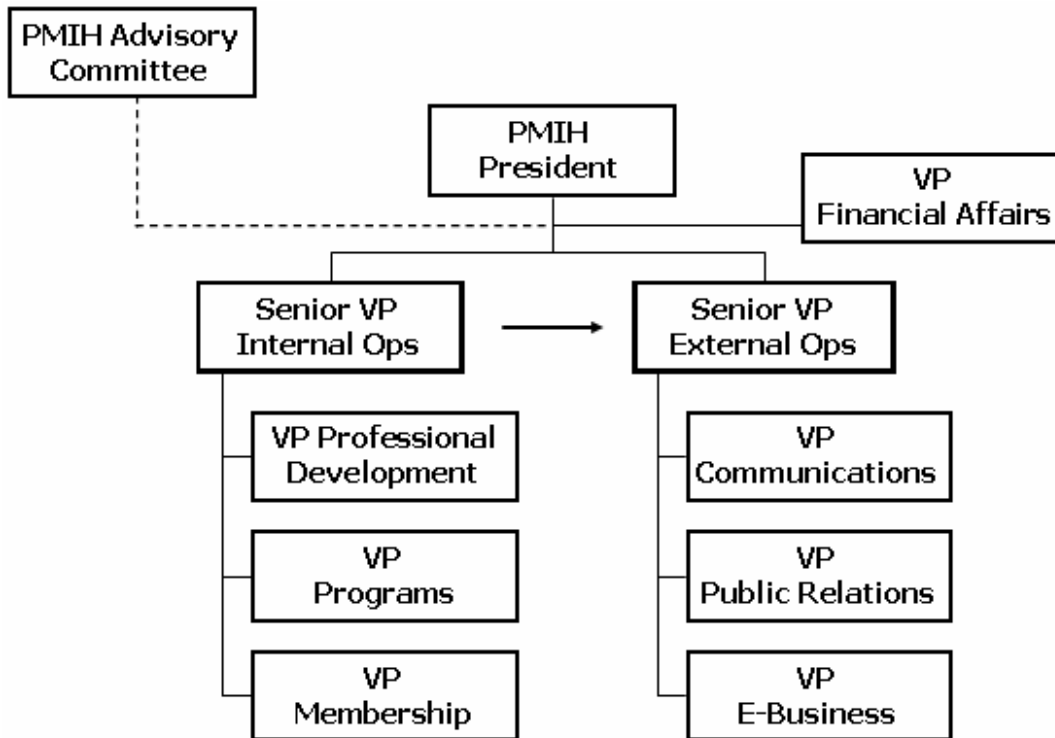 PMIH Advisory
Committee
PMIH
President
VP
Financial Affairs
Senior VP
Internal Ops
Senior VP
External Ops
VP Professional
Development
VP
Communications
VP
Programs
VP
Public Relations
VP
Membership
VP
E-Business